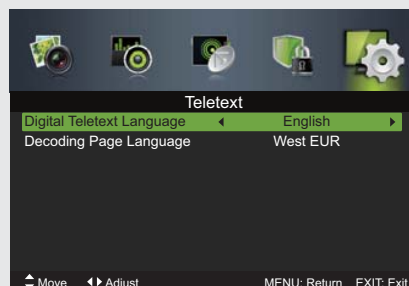 Teletext
Digital Teletext Language English
Decoding Page Language West EUR
Move Adjust MENU: Return EXIT: Exit